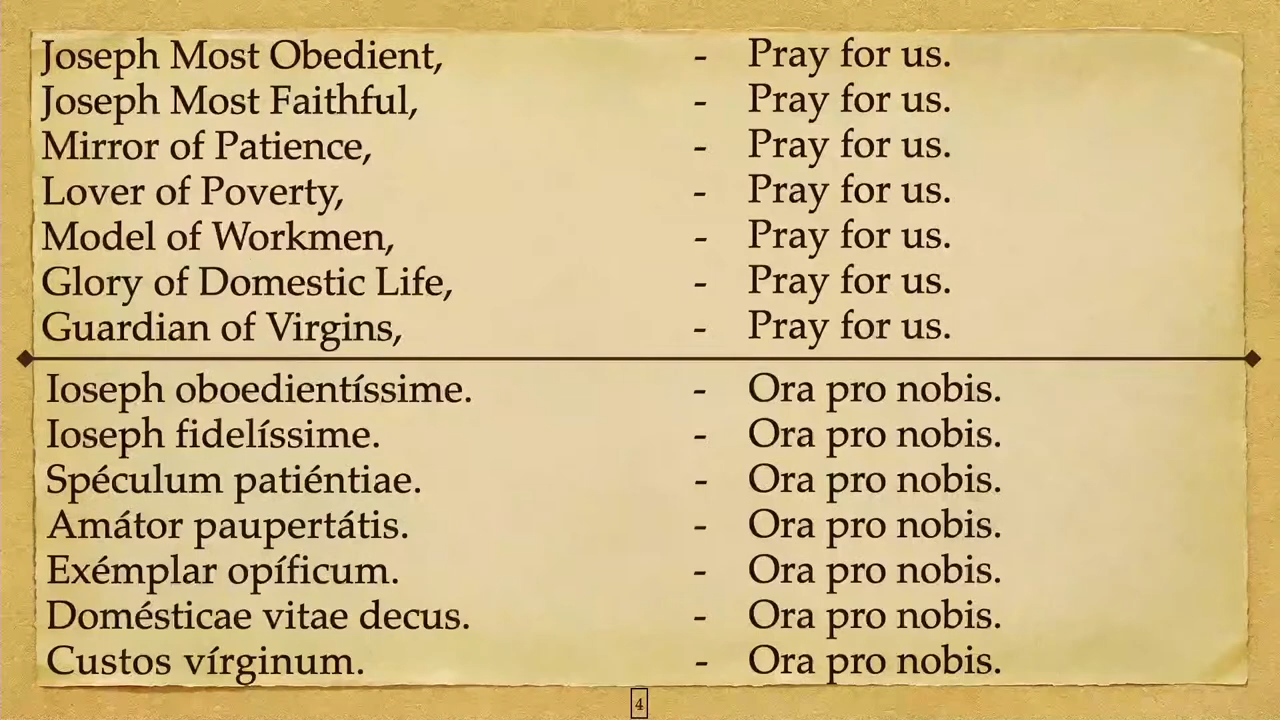 Joseph Most Obedient, - Pray for us.
Joseph Most Faithful, - Pray for us.
Mirror of Patience, - Pray for us.
Lover of Poverty, - Pray for us.
Model of Workmen, - Pray for us.
Glory of Domestic Life, - Pray for us.
Guardian of Virgins, - Pray for us.
Ioseph oboedientíssime. - Ora pro nobis.
Ioseph fidelíssime. - Ora pro nobis.
Spéculum patiéntiae. - Ora pro nobis.
Amátor paupertátis. - Ora pro nobis.
Exémplar opíficum. - Ora pro nobis.
Domésticae vitae decus. - Ora pro nobis.
Custos vírginum. - Ora pro nobis.
4